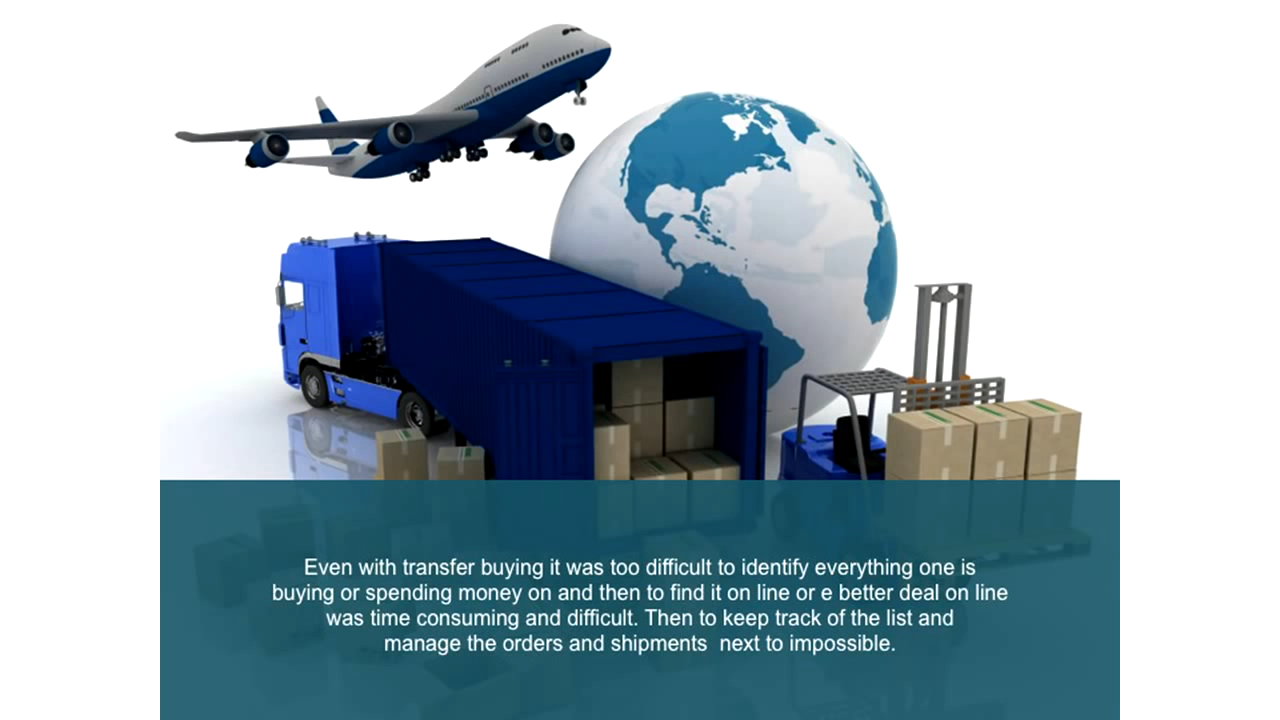 Even with transfer buying it was too difficult to identify everything one is
buying or spending money on and then to find it on line or e better deal on line
was time consuming and difficult. Then to keep track of the list and
manage the orders and shipments  next to impossible.